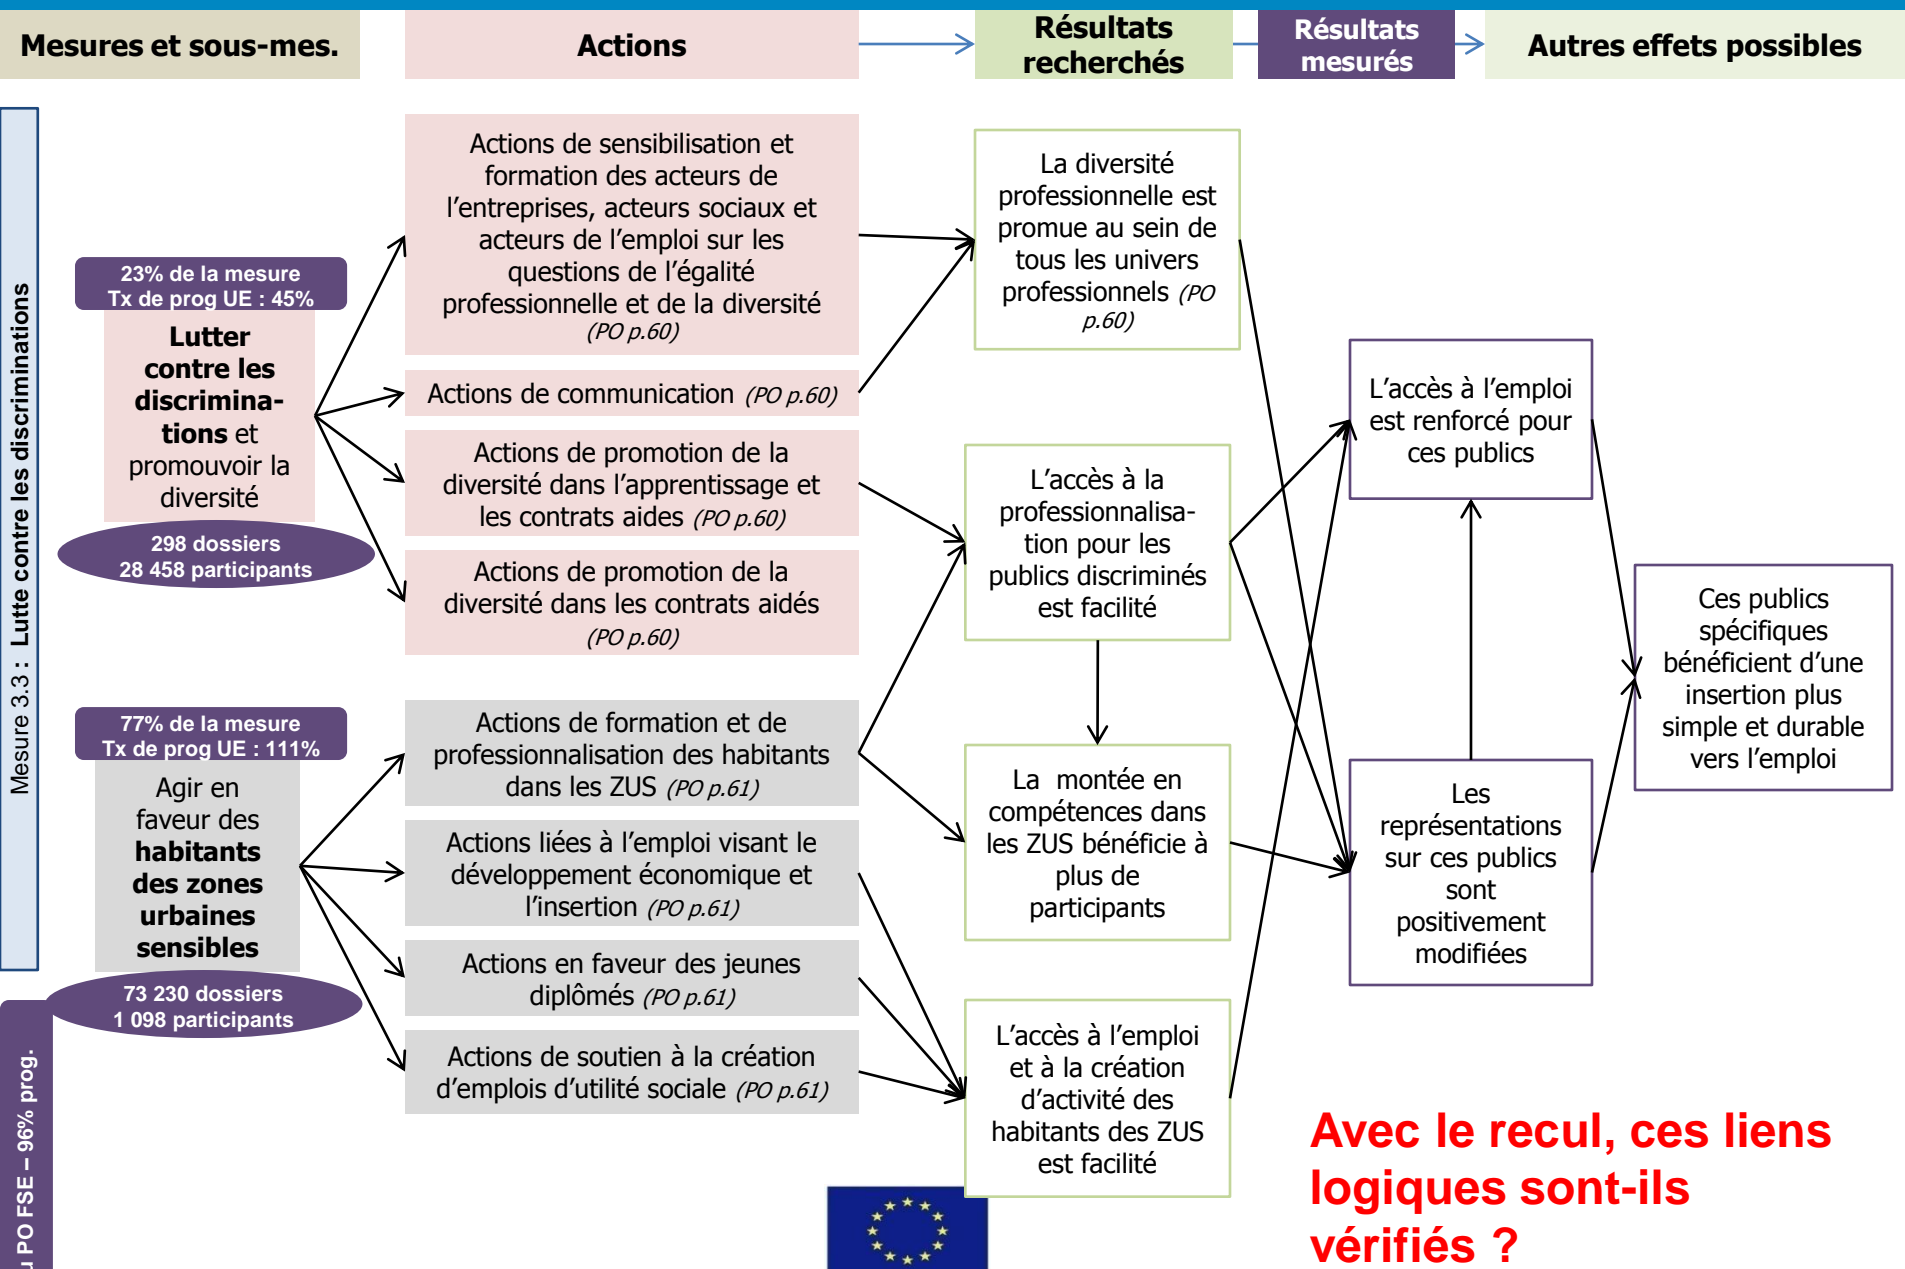 Mesures et sous-mes.
Actions
Résultats
recherchés
Résultats
mesurés
Autres effets possibles
Mesure 3.3 : Lutte contre les discriminations
23% de la mesure
Tx de prog UE : 45%
Lutter
contre les
discrimina-
tions et
promouvoir la
diversité
298 dossiers
28 458 participants
77% de la mesure
Tx de prog UE : 111%
Agir en
faveur des
habitants
des zones
urbaines
sensibles
73 230 dossiers
1 098 participants
PO FSE – 96% prog.
Actions de sensibilisation et
formation des acteurs de
l’entreprises, acteurs sociaux et
acteurs de l’emploi sur les
questions de l’égalité
professionnelle et de la diversité
(PO p.60)
Actions de communication (PO p.60)
Actions de promotion de la
diversité dans l’apprentissage et
les contrats aides (PO p.60)
Actions de promotion de la
diversité dans les contrats aidés
(PO p.60)
Actions de formation et de
professionnalisation des habitants
dans les ZUS (PO p.61)
Actions liées à l’emploi visant le
développement économique et
l’insertion (PO p.61)
Actions en faveur des jeunes
diplômés (PO p.61)
Actions de soutien à la création
d’emplois d'utilité sociale (PO p.61)
La diversité
professionnelle est
promue au sein de
tous les univers
professionnels (PO
p.60)
L’accès à la
professionnalisa-
tion pour les
publics discriminés
est facilité
La montée en
compétences dans
les ZUS bénéficie à
plus de
participants
L’accès à l’emploi
et à la création
d’activité des
habitants des ZUS
est facilité
L’accès à l’emploi
est renforcé pour
ces publics
Les
représentations
sur ces publics
sont
positivement
modifiées
Ces publics
spécifiques
bénéficient d’une
insertion plus
simple et durable
vers l’emploi
Avec le recul, ces liens
logiques sont-ils
vérifiés ?